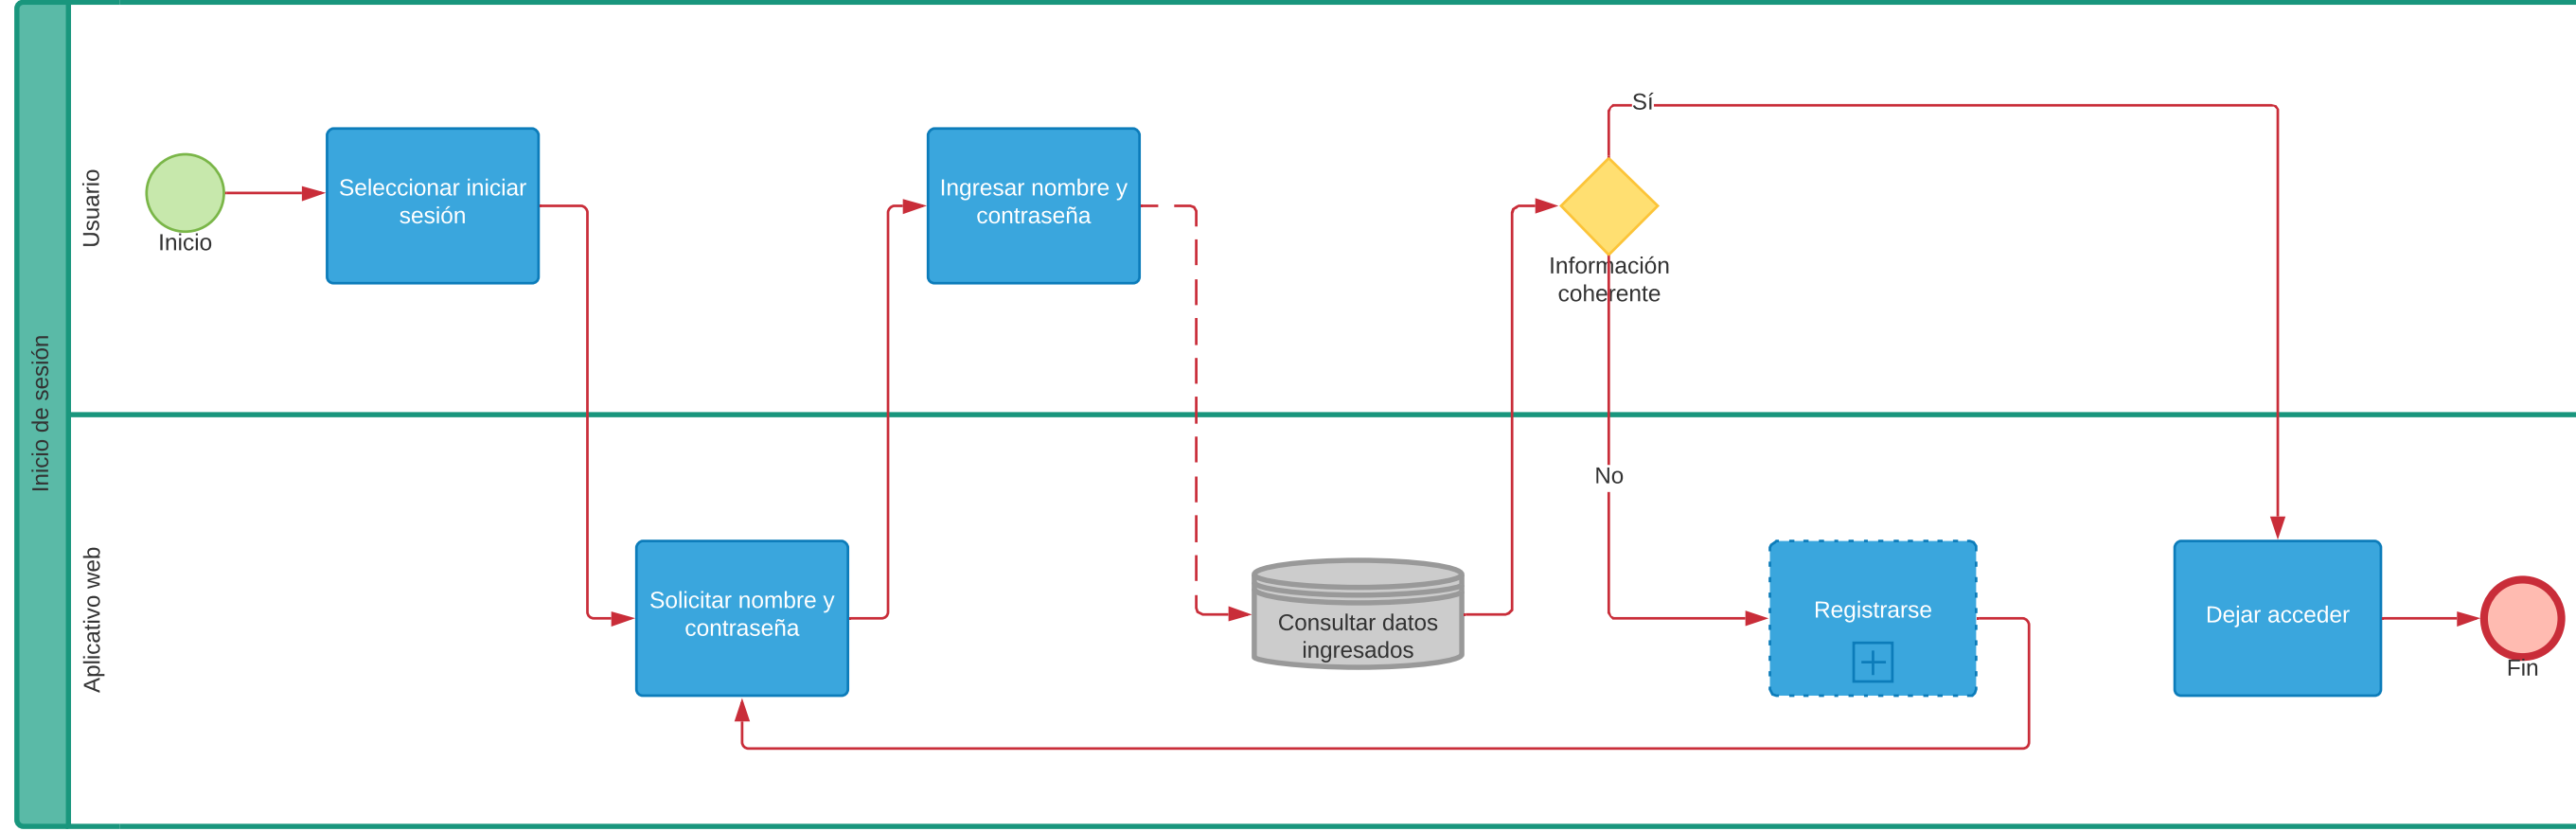 Inicio de sesión
Usuario
Inicio
Seleccionar iniciar
sesión
Ingresar nombre y
contraseña
Sí
Información
coherente
Aplicativo web
Solicitar nombre y
contraseña
Consultar datos
ingresados
No
Registrarse
Dejar acceder
Fin